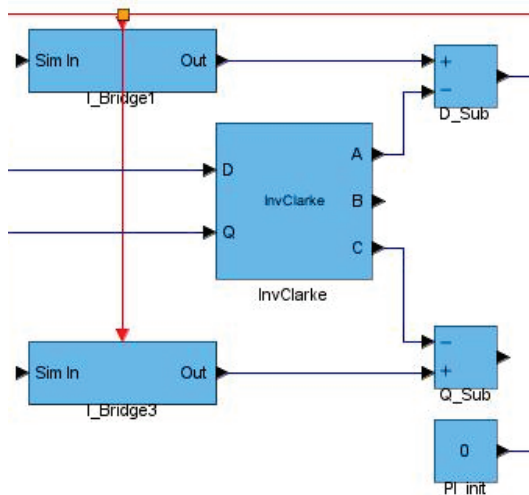 Sim In Out
I_Bridge1
+
−
D_Sub
D
Q
InvClarke
A
B
C
InvClarke
Sim In Out
I_Bridge3
−
+
Q_Sub
0
PI_init